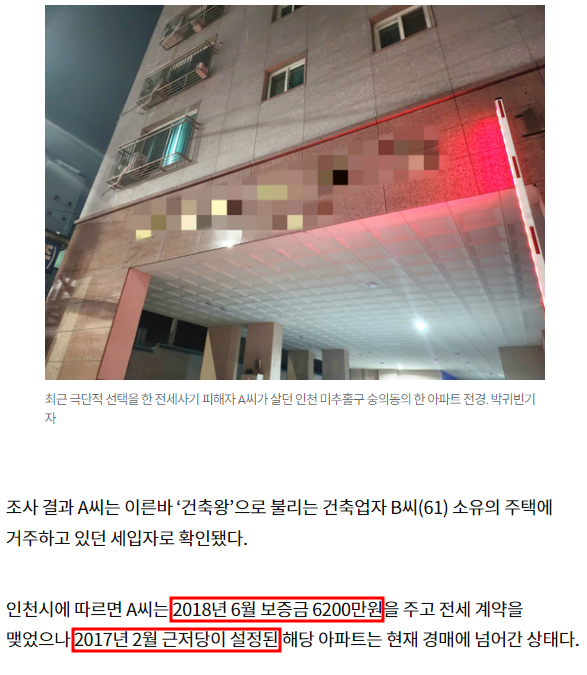 최근 극단적 선택을 한 전세사기 피해자 A씨가 살던 인천 미추홀구 숭의동의 한 아파트 전경. 박귀빈기
자
조사 결과 A씨는 이른바 ‘건축왕’으로 불리는 건축업자 B씨(61) 소유의 주택에
거주하고 있던 세입자로 확인됐다.
인천시에 따르면 A씨는 2018년 6월 보증금 6200만원을 주고 전세 계약을
맺었으나 2017년 2월 근저당이 설정된 해당 아파트는 현재 경매에 넘어간 상태다.